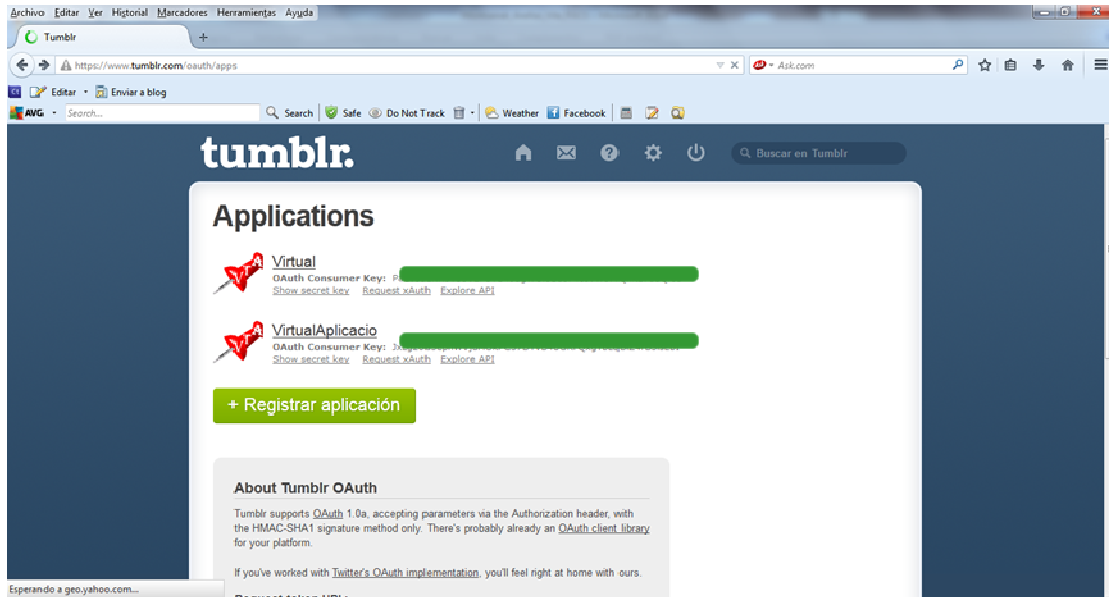 Archivo Editar Ver Historial Marcadores Herramientas Ayuda
Tumblr
https://www.tumblr.com/oauth/apps
Ask.com
Editar Enviar a blog
AVG Search... Search Safe Do Not Track Weather Facebook
tumblr.
Buscar en Tumblr
Applications
Virtual
OAuth Consumer Key:
Show secret key Request xAuth Explore API
VirtualAplicacio
OAuth Consumer Key:
Show secret key Request xAuth Explore API
+ Registrar aplicación
About Tumblr OAuth
Tumblr supports OAuth 1.0a, accepting parameters via the Authorization header, with
the HMAC-SHA1 signature method only. There's probably already an OAuth client library
for your platform.
If you've worked with Twitter's OAuth implementation, you'll feel right at home with ours.
Esperando a geo.yahoo.com...